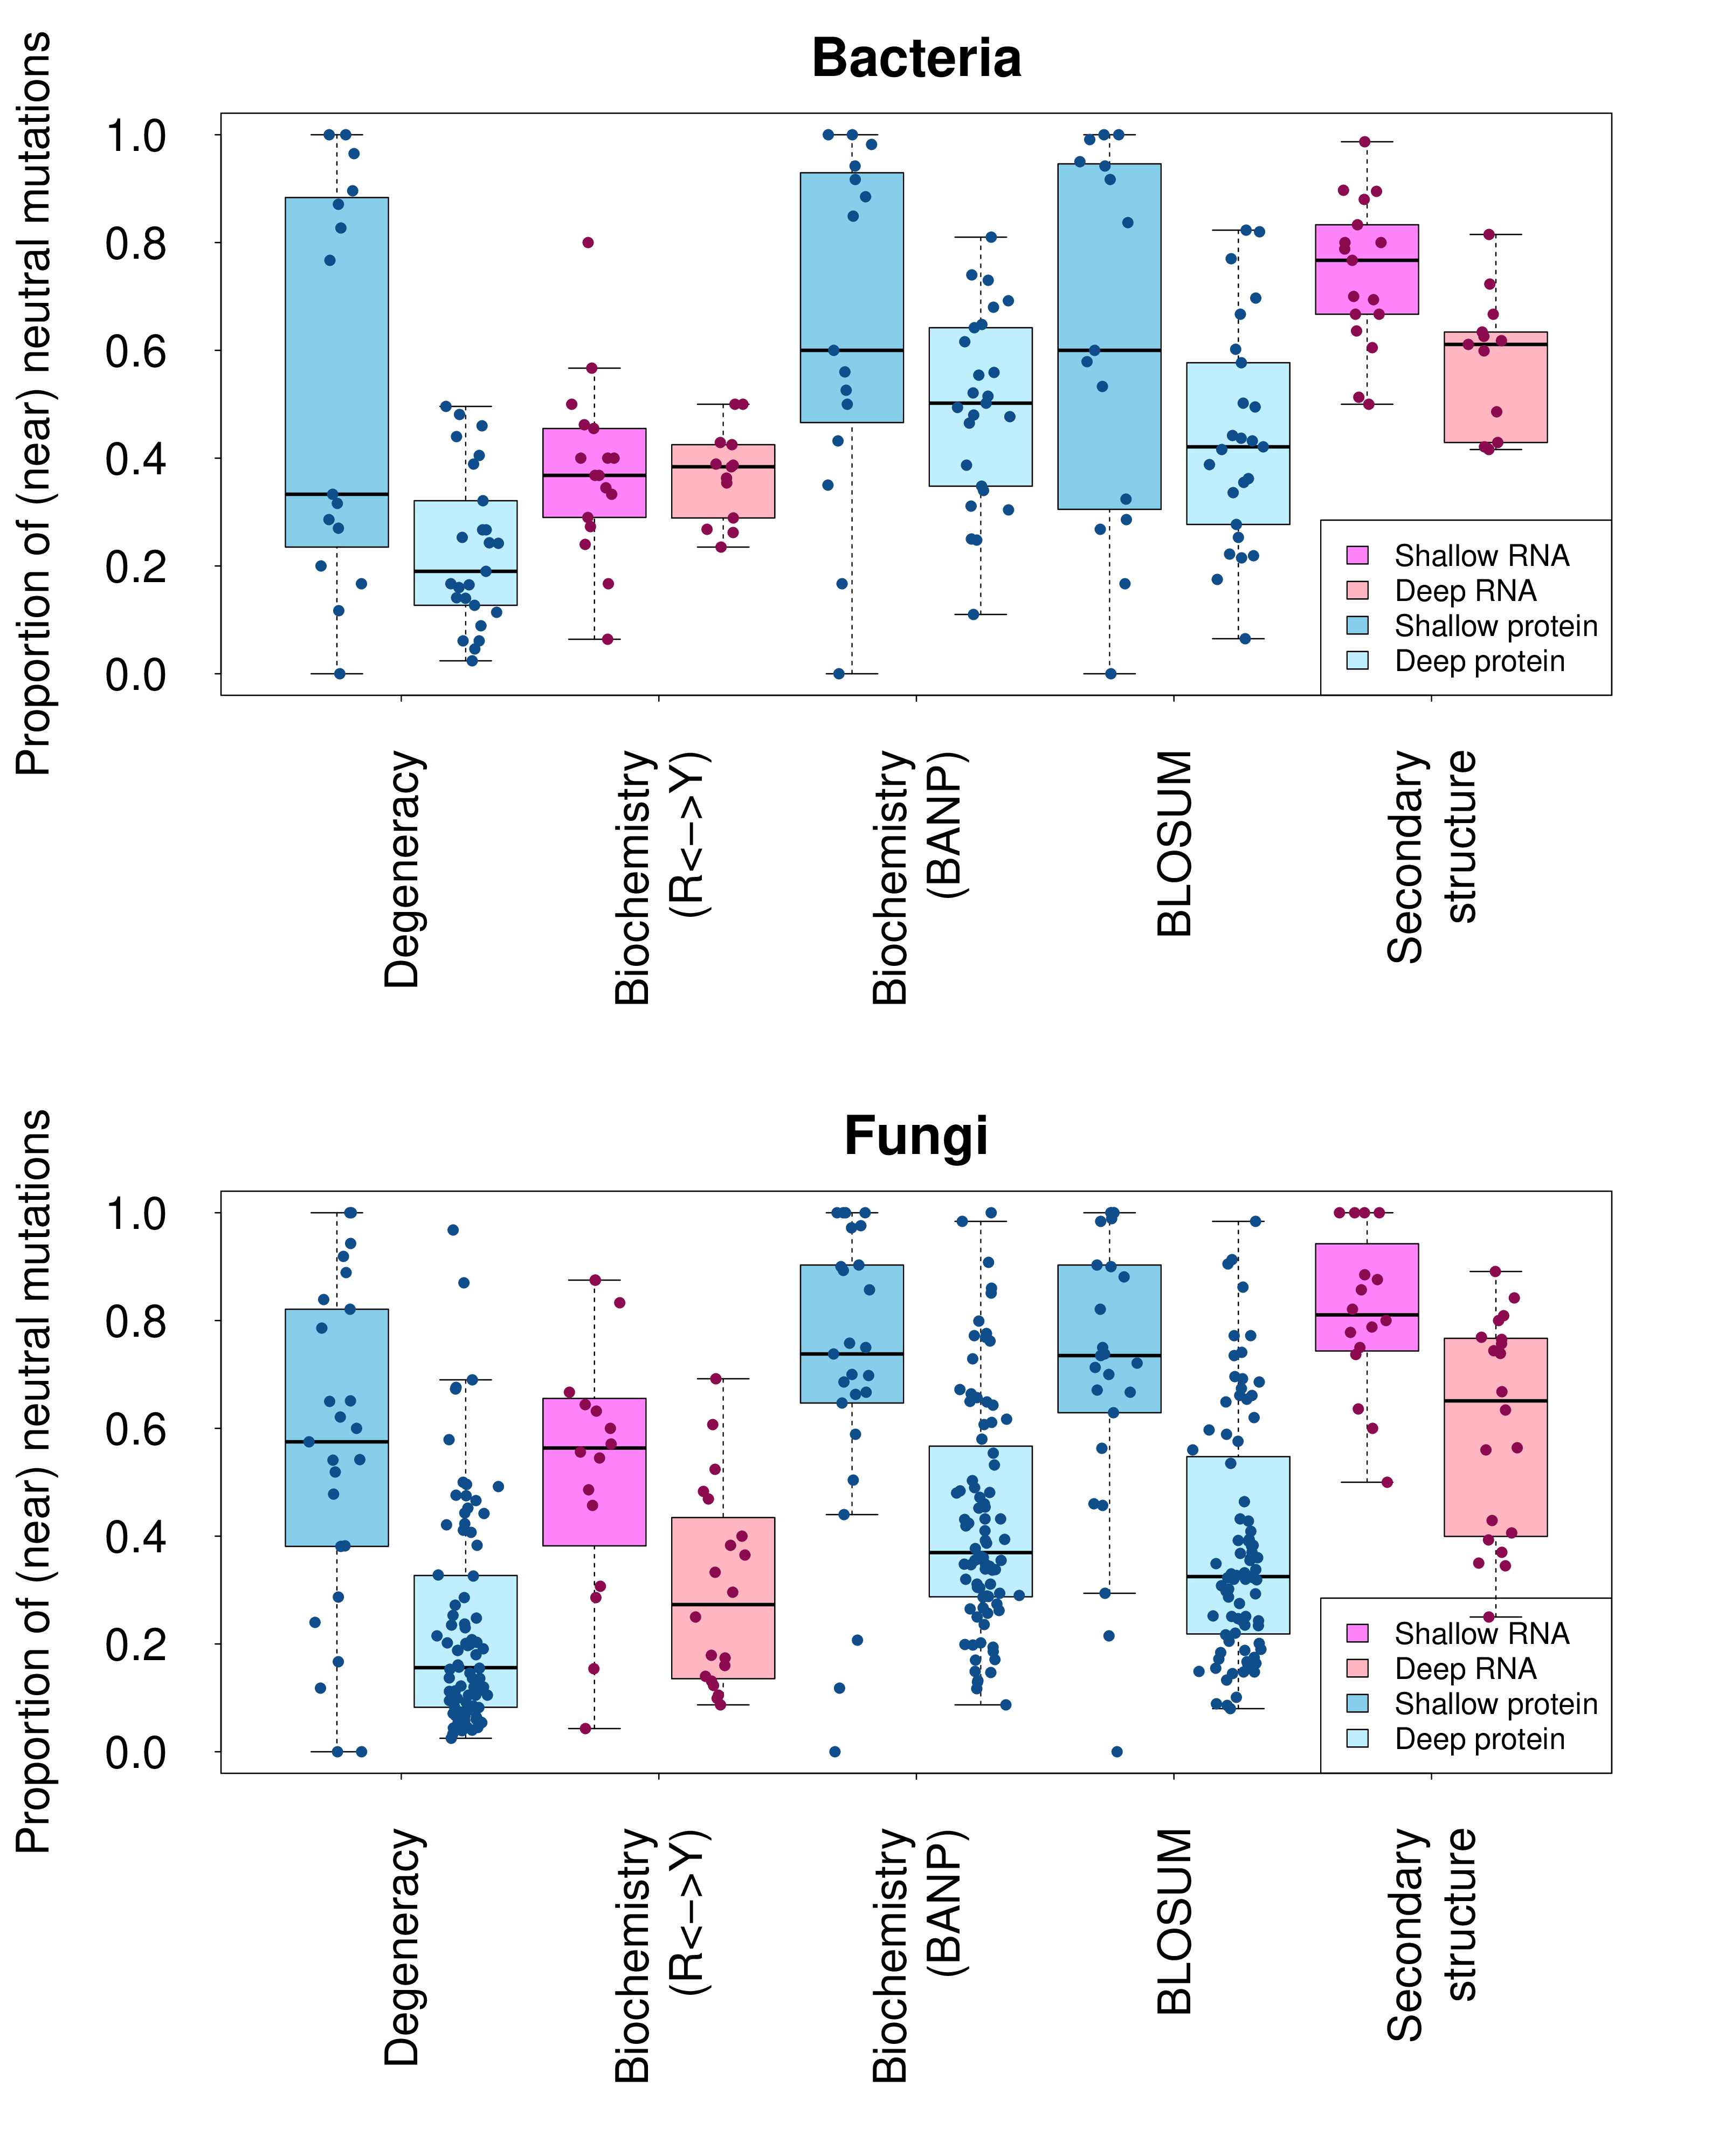 Bacteria
Proportion of (near) neutral mutations
1.0
0.8
0.6
0.4
0.2
0.0
Shallow RNA
Deep RNA
Shallow protein
Deep protein
Degeneracy
Biochemistry
(R<−>Y)
Biochemistry
(BANP)
BLOSUM
Secondary
structure
Fungi
Proportion of (near) neutral mutations
1.0
0.8
0.6
0.4
0.2
0.0
Shallow RNA
Deep RNA
Shallow protein
Deep protein
Degeneracy
Biochemistry
(R<−>Y)
Biochemistry
(BANP)
BLOSUM
Secondary
structure